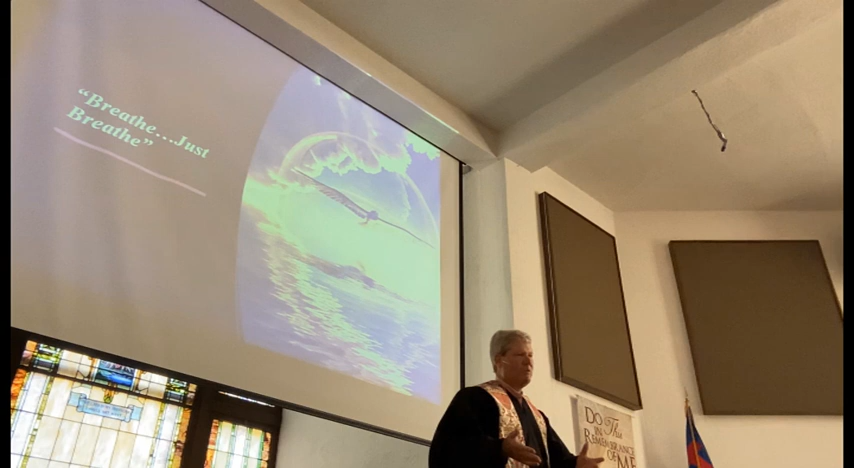 “Breathe...Just
Breathe”
DO This
IN
REMEMBRANCE
OF ME